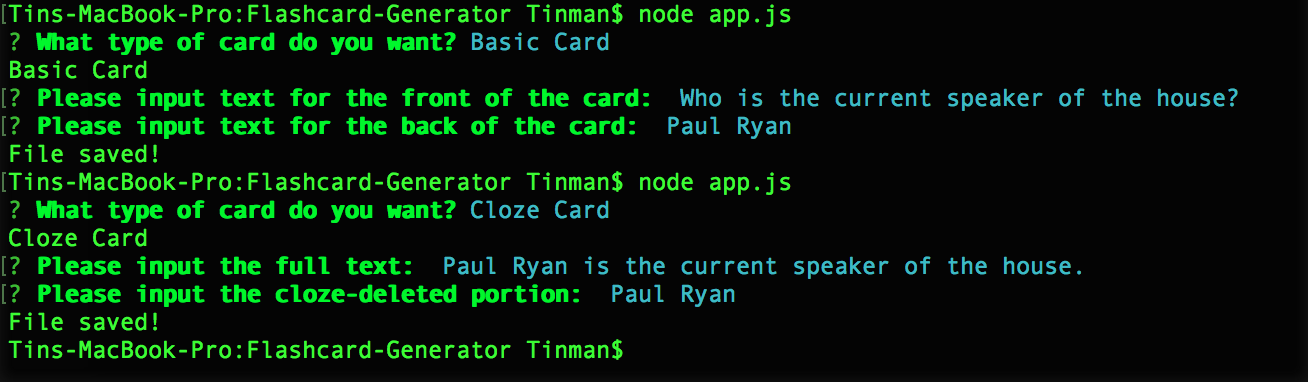 [Tins-MacBook-Pro:Flashcard-Generator Tinman$ node app.js
? What type of card do you want? Basic Card
Basic Card
[? Please input text for the front of the card:  Who is the current speaker of the house?
[? Please input text for the back of the card:  Paul Ryan
File saved!
[Tins-MacBook-Pro:Flashcard-Generator Tinman$ node app.js
? What type of card do you want? Cloze Card
Cloze Card
[? Please input the full text:  Paul Ryan is the current speaker of the house.
[? Please input the cloze-deleted portion:  Paul Ryan
File saved!
Tins-MacBook-Pro:Flashcard-Generator Tinman$